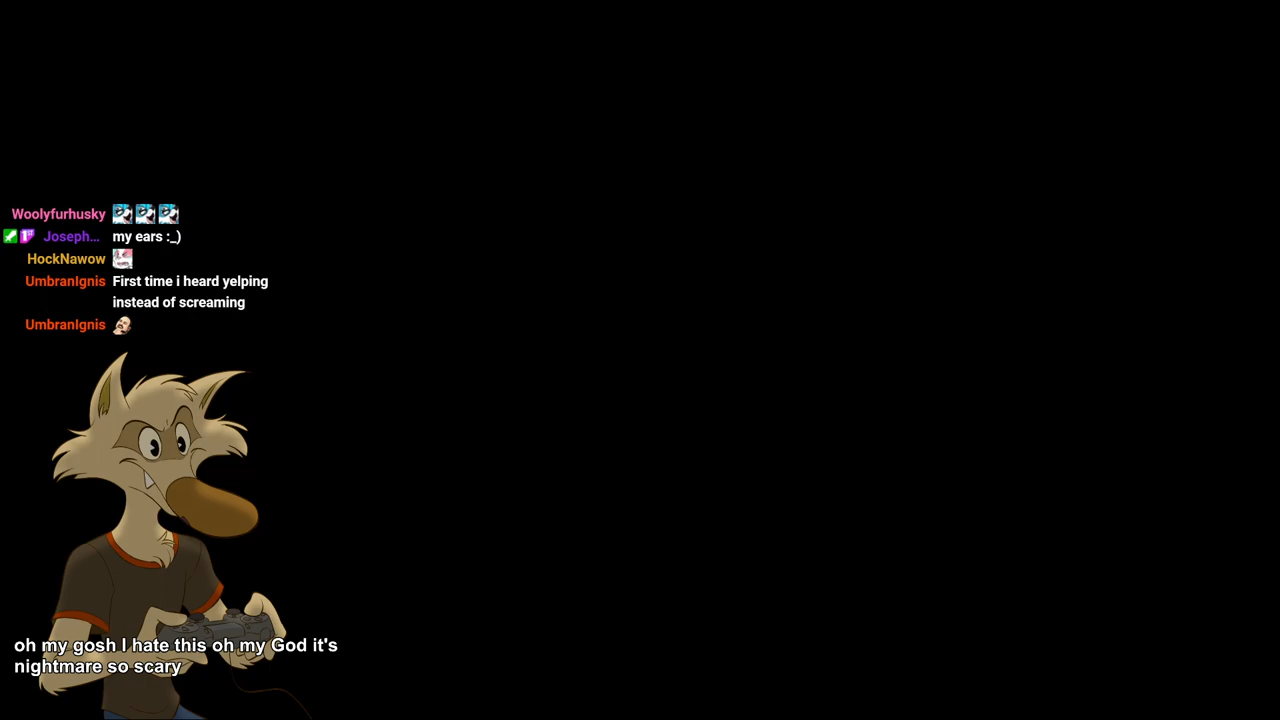 Woolyfurhusky
Joseph... my ears :_)
HockNawow
UmbranIgnis First time i heard yelping
instead of screaming
UmbranIgnis
oh my gosh I hate this oh my God it's
nightmare so scary